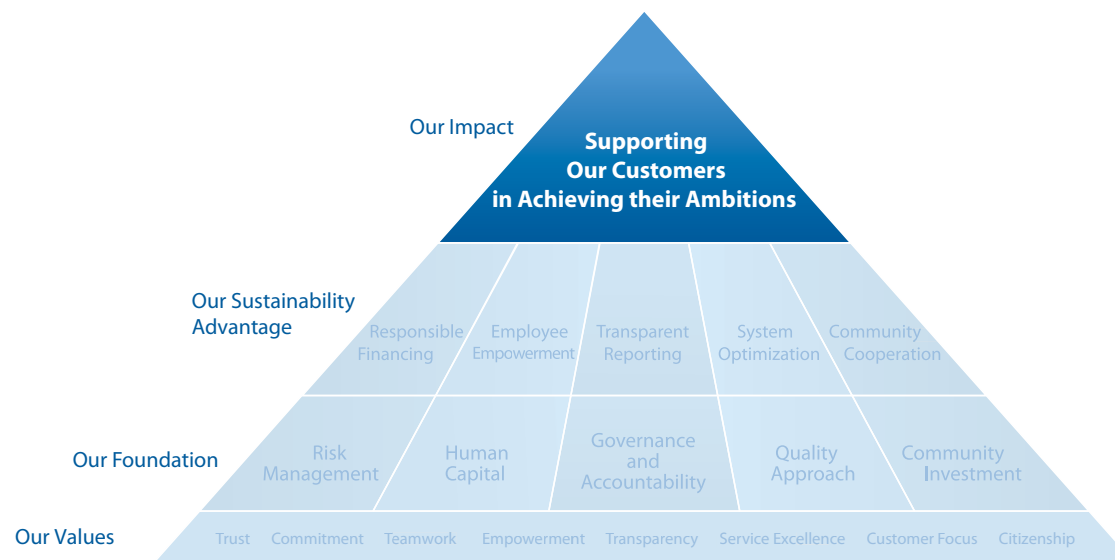 Our Impact
Supporting
Our Customers
in Achieving their Ambitions
Our Sustainability
Advantage
Responsible
Financing
Employee
Empowerment
Transparent
Reporting
System
Optimization
Community
Cooperation
Our Foundation
Risk
Management
Human
Capital
Governance
and
Accountability
Quality
Approach
Community
Investment
Our Values
Trust Commitment Teamwork Empowerment Transparency Service Excellence Customer Focus Citizenship